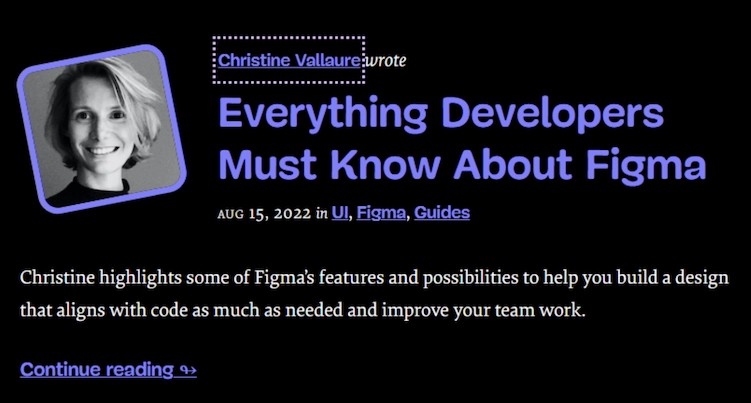 Christine Vallaure wrote
Everything Developers
Must Know About Figma
AUG 15, 2022 in UI, Figma, Guides
Christine highlights some of Figma’s features and possibilities to help you build a design
that aligns with code as much as needed and improve your team work.
Continue reading ↬